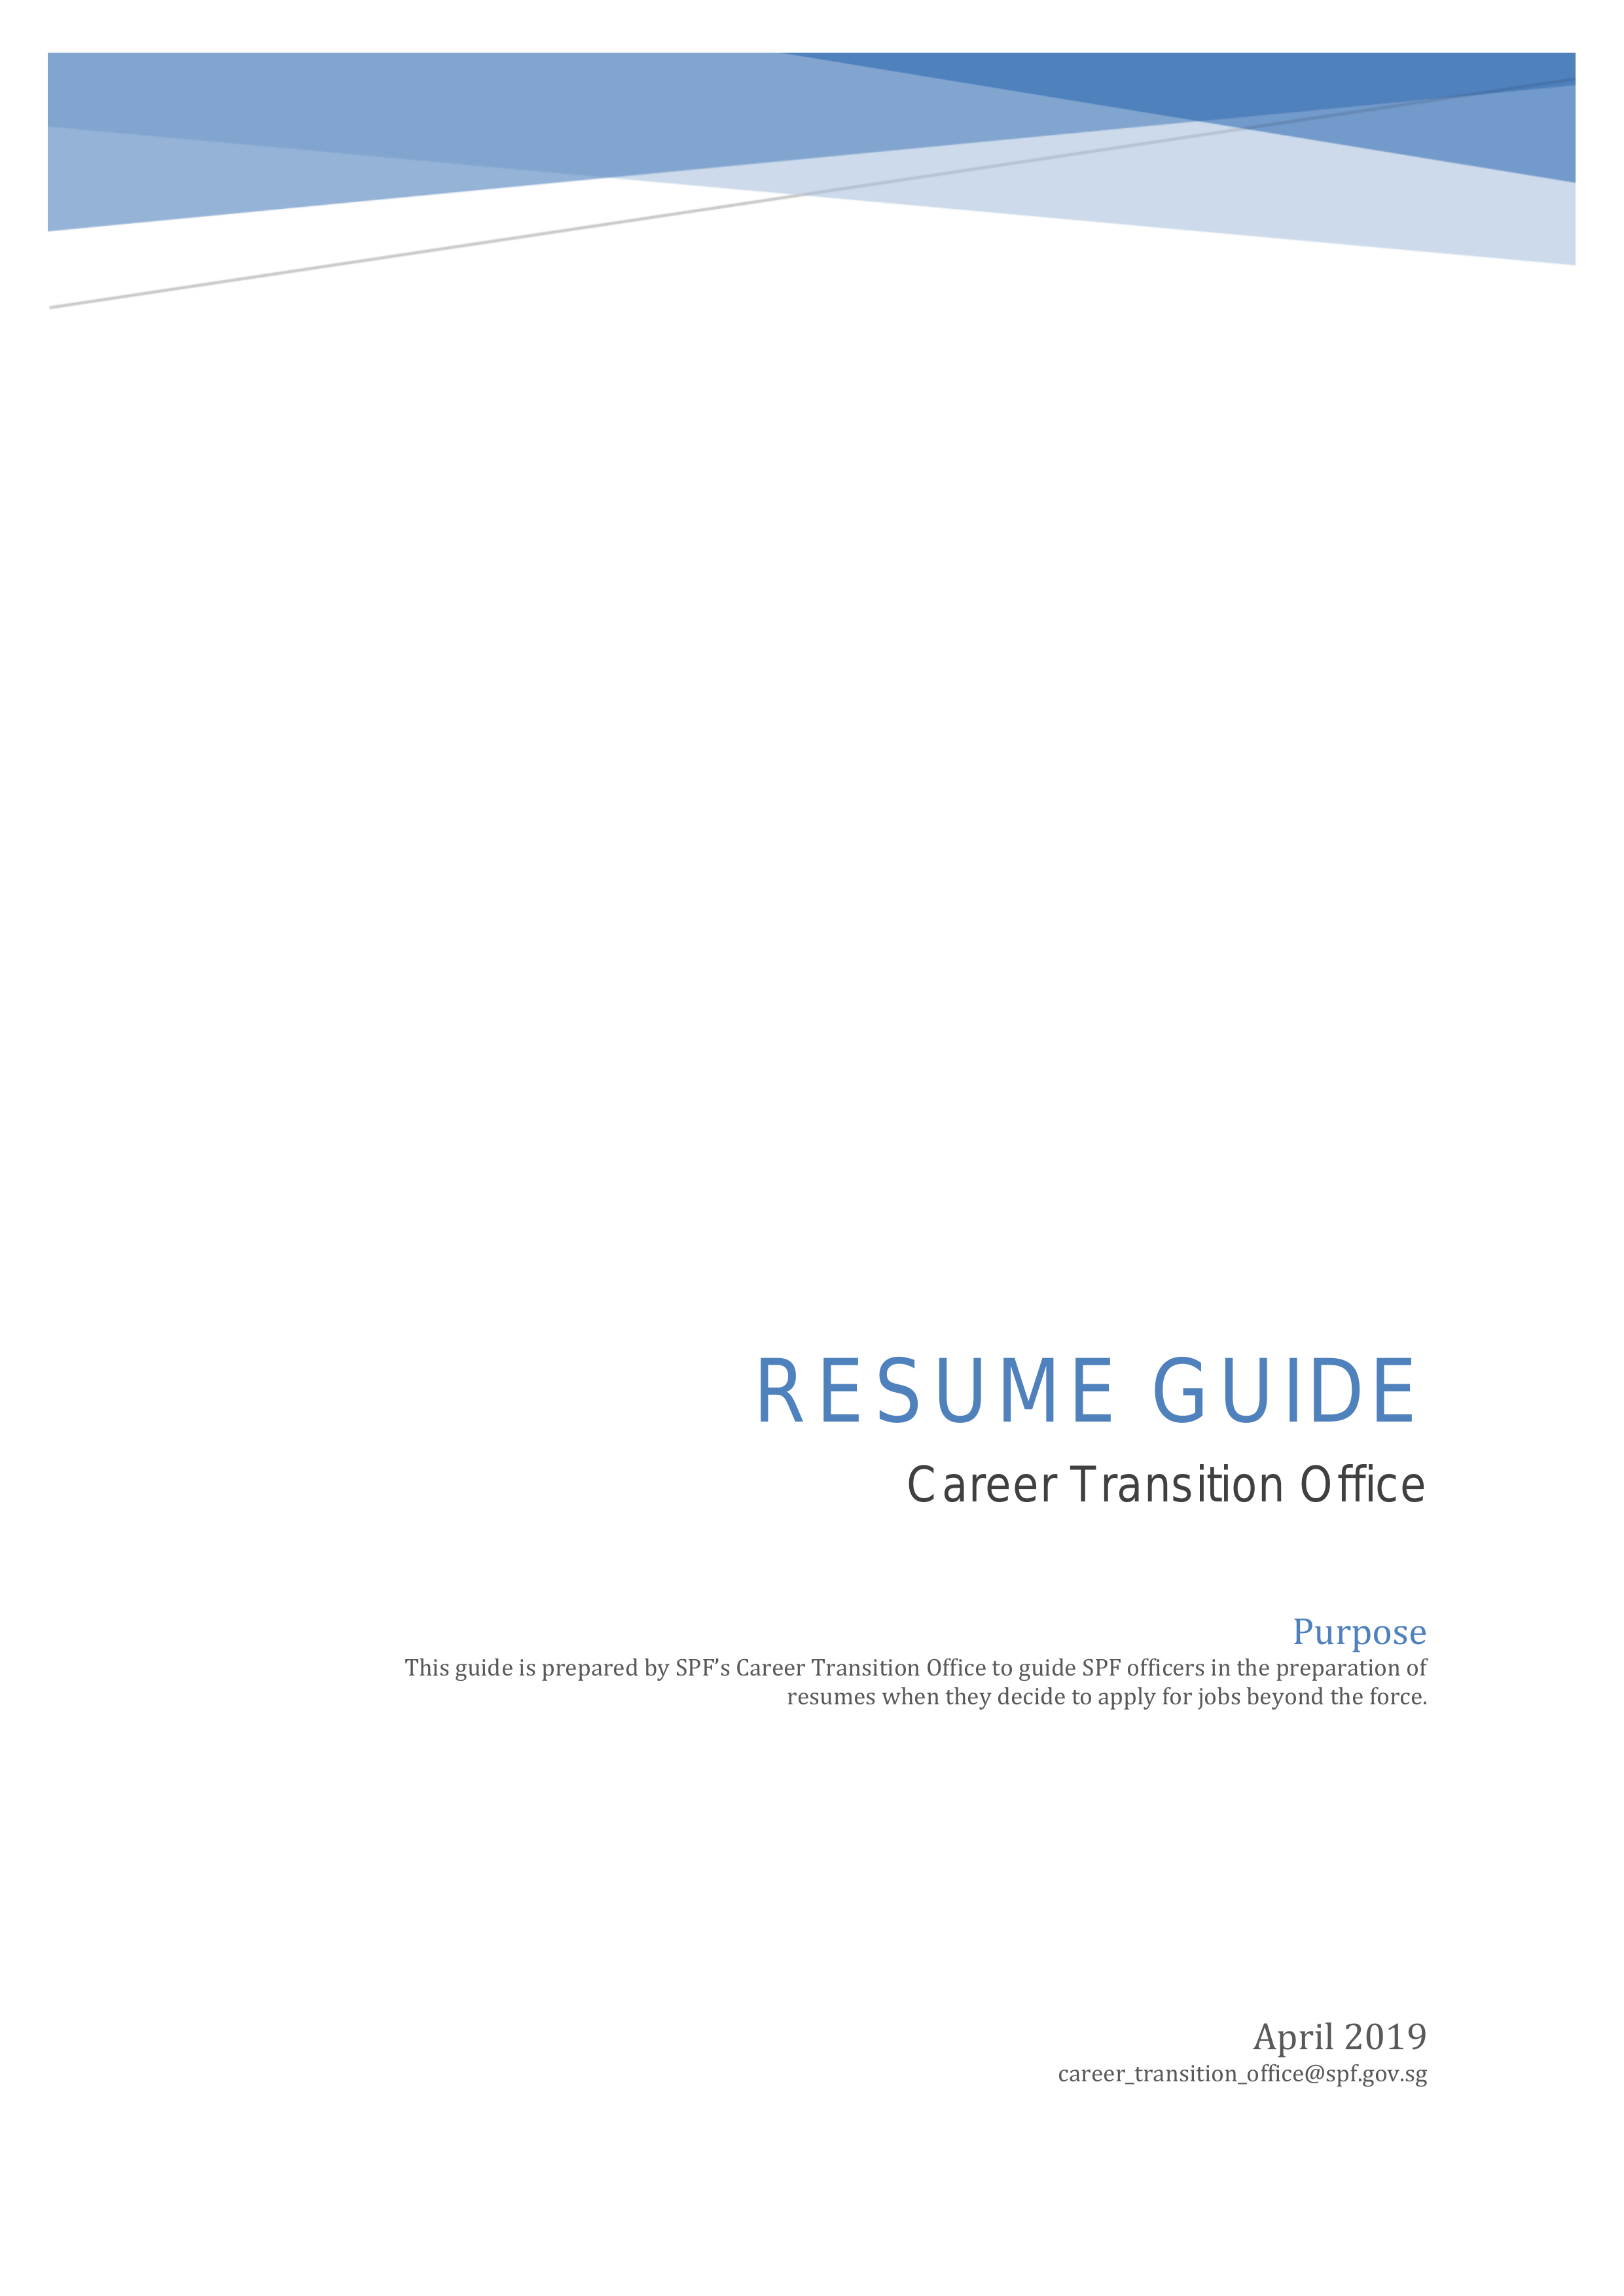 RESUME GUIDE
Career Transition Office
Purpose
This guide is prepared by SPF’s Career Transition Office to guide SPF officers in the preparation of
resumes when they decide to apply for jobs beyond the force.
April 2019
career_transition_office@spf.gov.sg